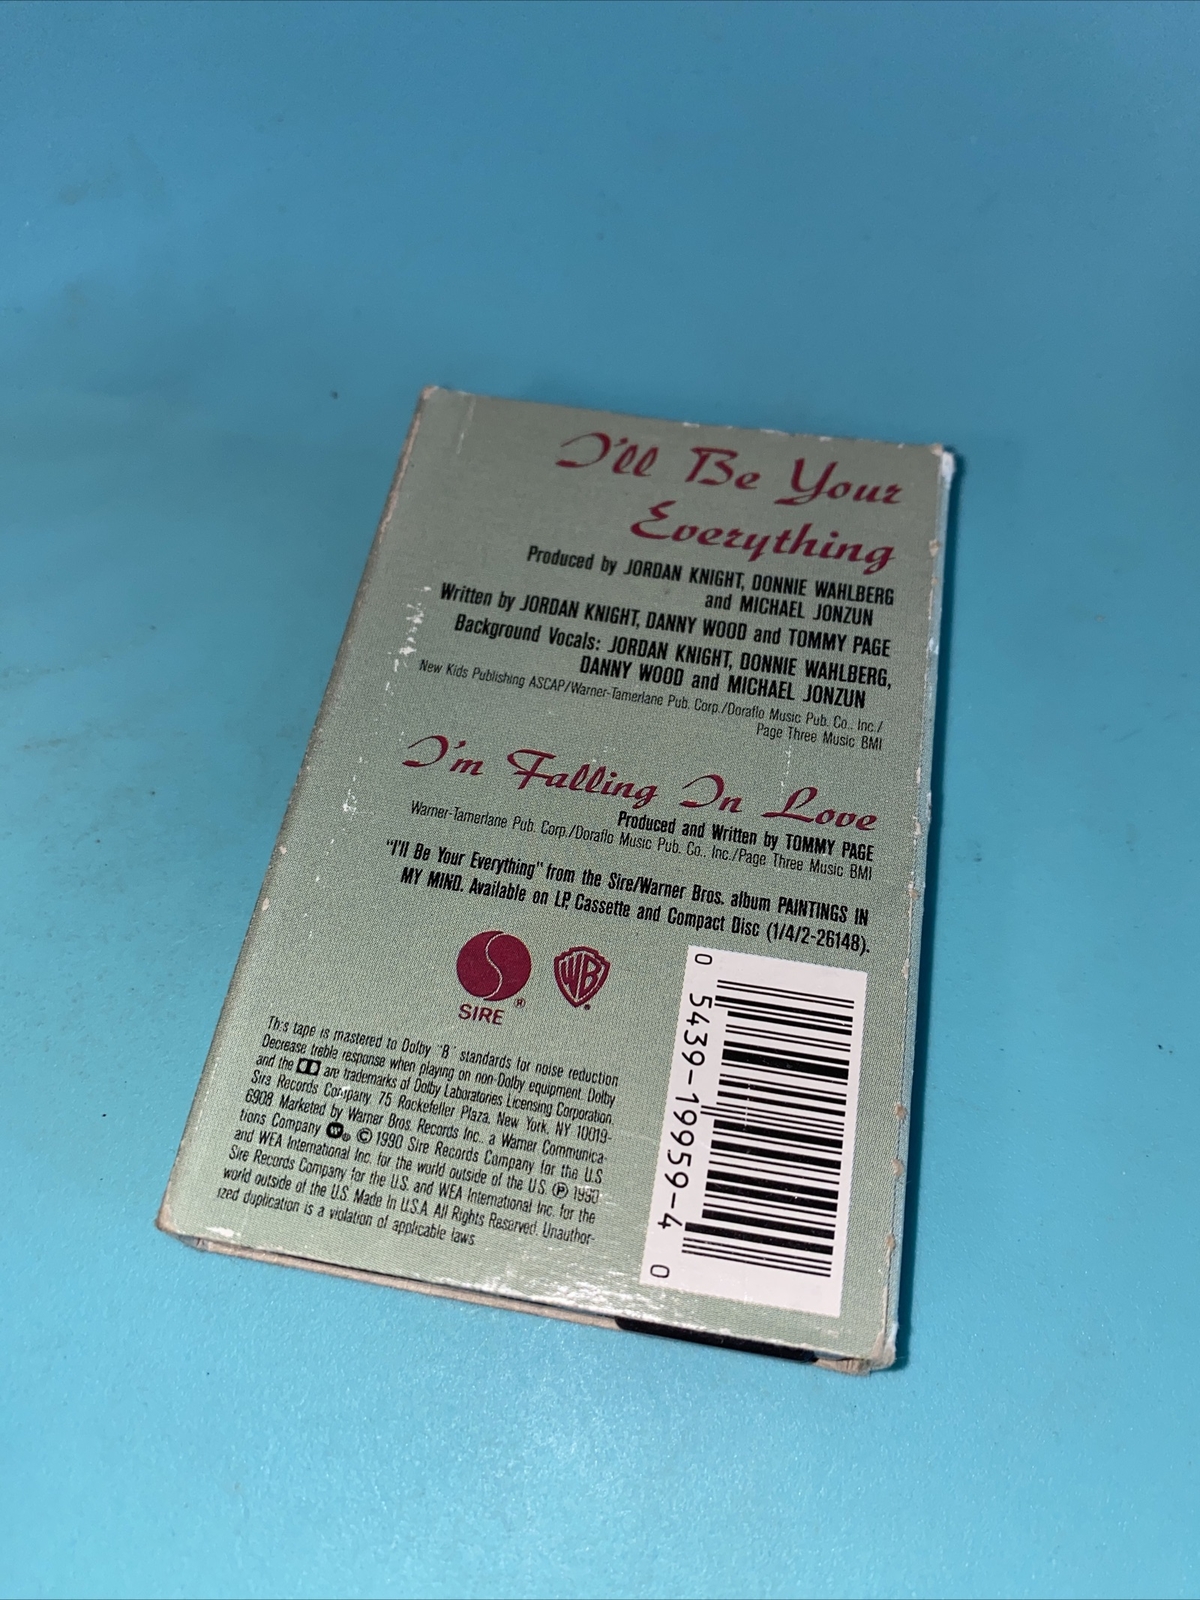 I'll Be Your
Everything
Produced by JORDAN KNIGHT, DONNIE WAHLBERG
and MICHAEL JONZUN
Written by JORDAN KNIGHT, DANNY WOOD and TOMMY PAGE
Background Vocals: JORDAN KNIGHT, DONNIE WAHLBERG,
DANNY WOOD and MICHAEL JONZUN
New Kids Publishing ASCAP/Warner-Tamerlane Pub. Corp./Doraflo Music Pub. Co., Inc./
Page Three Music BMI
I'm Falling In Love
Produced and Written by TOMMY PAGE
Warner-Tamerlane Pub. Corp./Doraflo Music Pub. Co., Inc./Page Three Music BMI
"I'll Be Your Everything" from the Sire/Warner Bros. album PAINTINGS IN
MY MIND. Available on LP, Cassette and Compact Disc (1/4/2-26148).
SIRE ®
WB ®
This tape is mastered to Dolby "B" standards for noise reduction
Decrease treble response when playing on non-Dolby equipment. Dolby
and the are trademarks of Dolby Laboratories Licensing Corporation.
Sire Records Company, 75 Rockefeller Plaza, New York, NY 10019-
6908. Marketed by Warner Bros. Records Inc., a Warner Communica-
tions Company © 1990 Sire Records Company for the U.S.
and WEA International Inc. for the world outside of the U.S. ℗ 1990
Sire Records Company for the U.S. and WEA International Inc. for the
world outside of the U.S. Made in U.S.A. All Rights Reserved. Unauthor-
ized duplication is a violation of applicable laws.
0 5439-19959-4 0